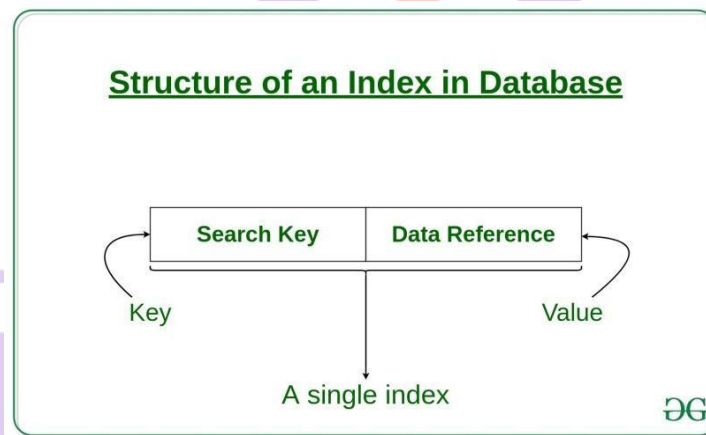 Structure of an Index in Database
Search Key
Data Reference
Key
Value
A single index